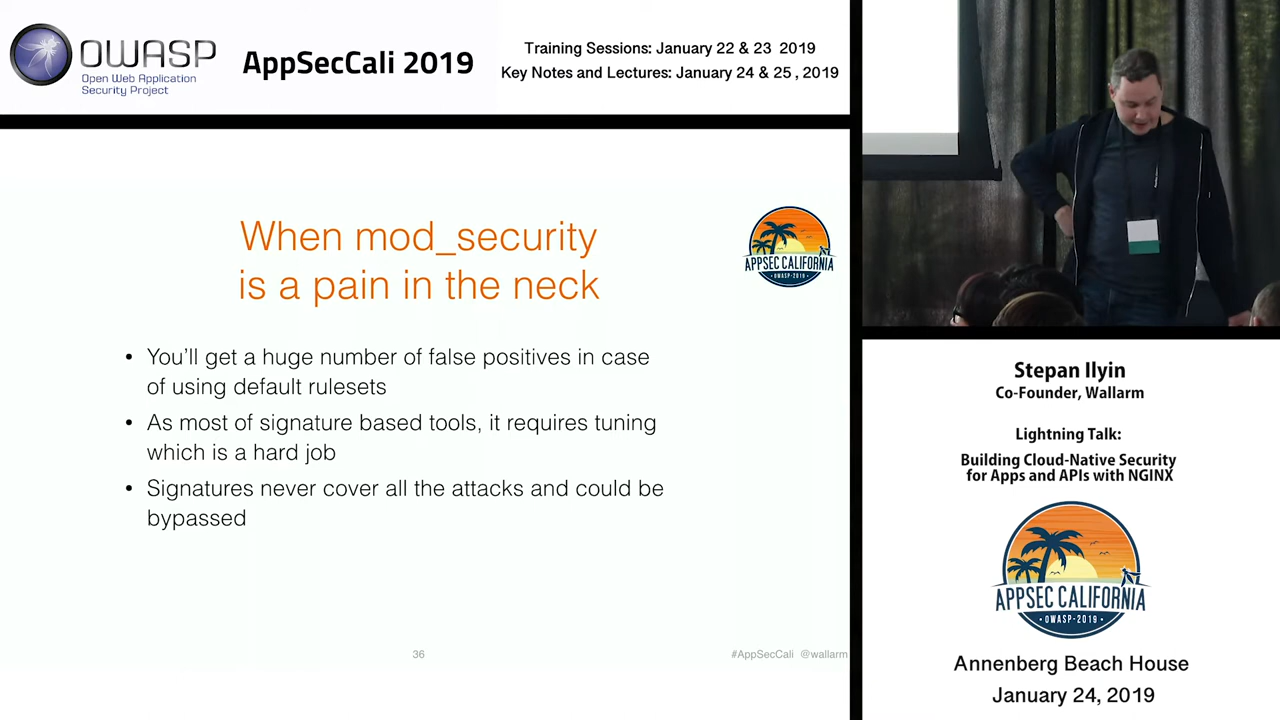 OWASP
Open Web Application
Security Project
AppSecCali 2019
Training Sessions: January 22 & 23 2019
Key Notes and Lectures: January 24 & 25, 2019
When mod_security
is a pain in the neck
APPSEC CALIFORNIA
• OWASP-2019 •
• You'll get a huge number of false positives in case
of using default rulesets
• As most of signature based tools, it requires tuning
which is a hard job
• Signatures never cover all the attacks and could be
bypassed
36
#AppSecCali @wallarm
Stepan Ilyin
Co-Founder, Wallarm
Lightning Talk:
Building Cloud-Native Security
for Apps and APIs with NGINX
APPSEC CALIFORNIA
• OWASP-2019 •
Annenberg Beach House
January 24, 2019